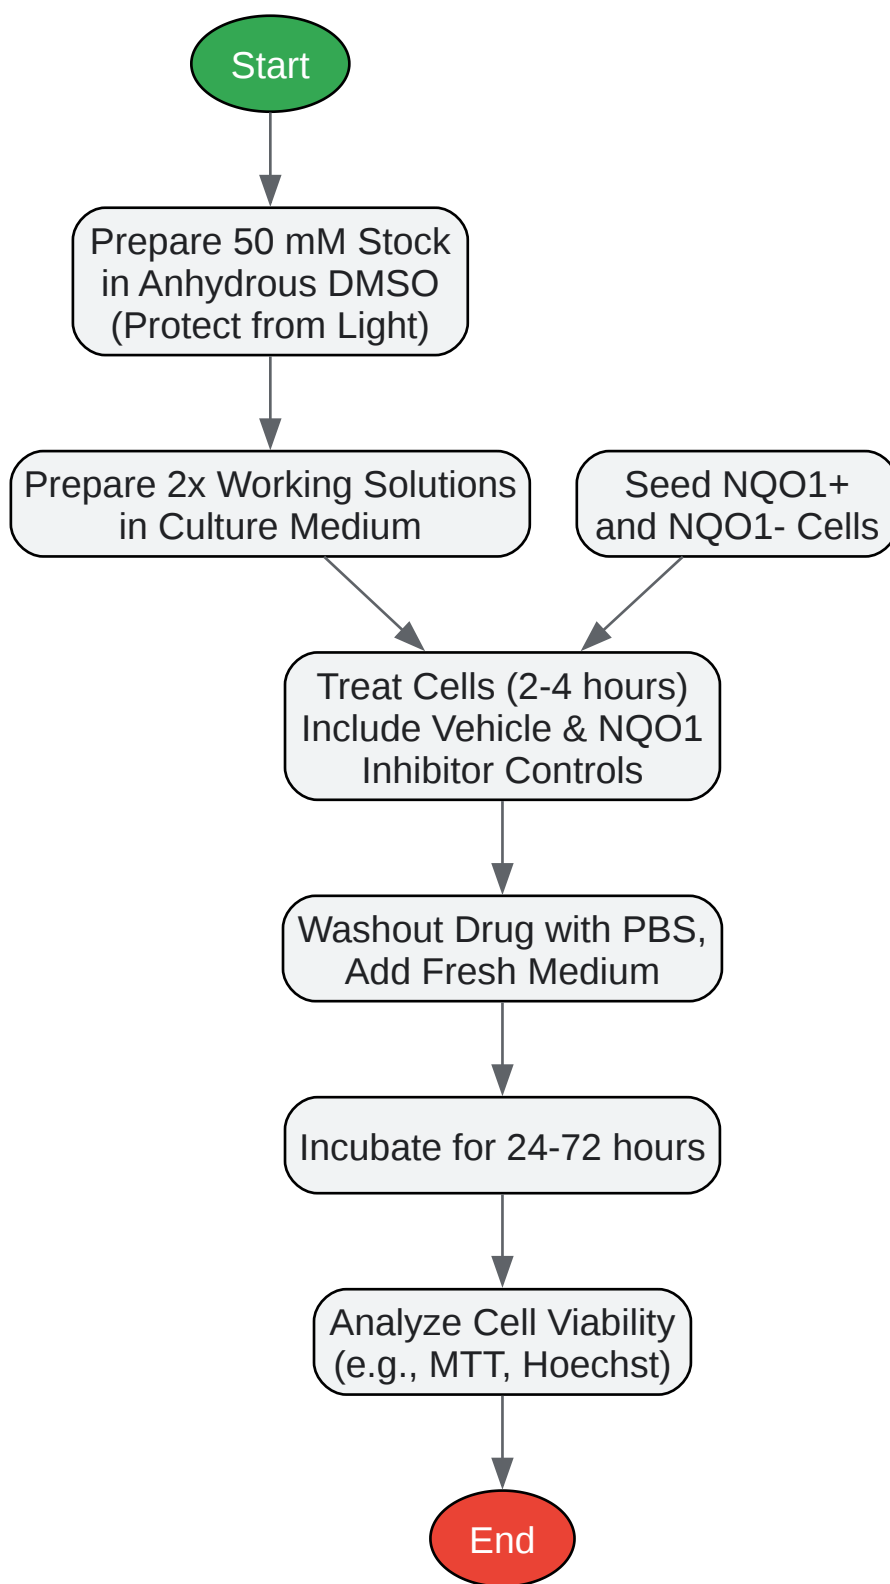 Start
Prepare 50 mM Stock
in Anhydrous DMSO
(Protect from Light)
Prepare 2x Working Solutions
in Culture Medium
Seed NQO1+
and NQO1- Cells
Treat Cells (2-4 hours)
Include Vehicle & NQO1
Inhibitor Controls
Washout Drug with PBS,
Add Fresh Medium
Incubate for 24-72 hours
Analyze Cell Viability
(e.g., MTT, Hoechst)
End